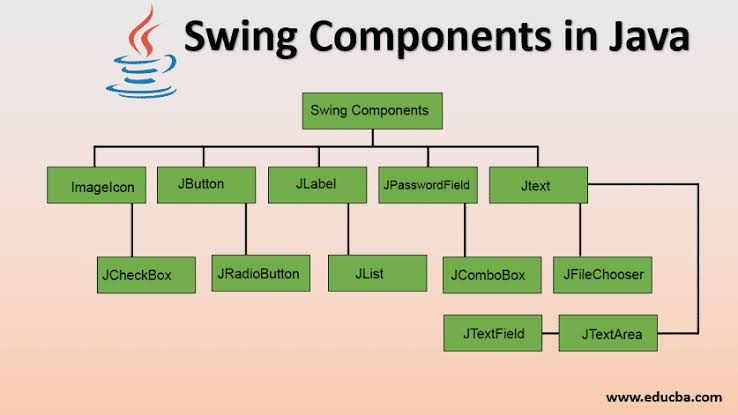 Swing Components in Java
Swing Components
ImageIcon
JButton
JLabel
JPasswordField
Jtext
JCheckBox
JRadioButton
JList
JComboBox
JFileChooser
JTextField
JTextArea
www.educba.com